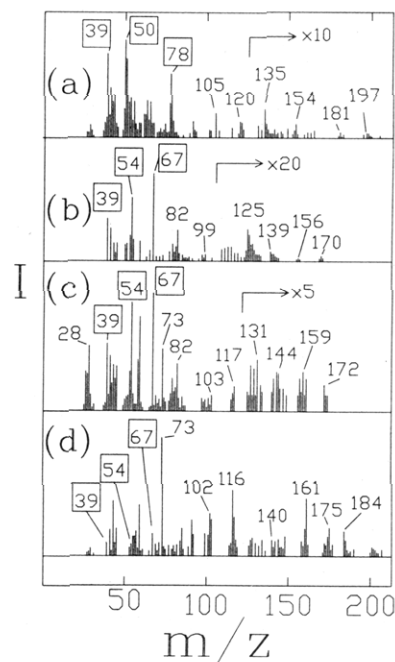 39 50 78 ×10
(a) 105 120 135 154 181 197
54 67 ×20
(b) 39 82 99 125 139 156 170
I
(c) 28 39 54 67 73 82 103 ×5 117 131 144 159 172
(d) 39 54 67 73 102 116 140 161 175 184
50 100 150 200
m/z